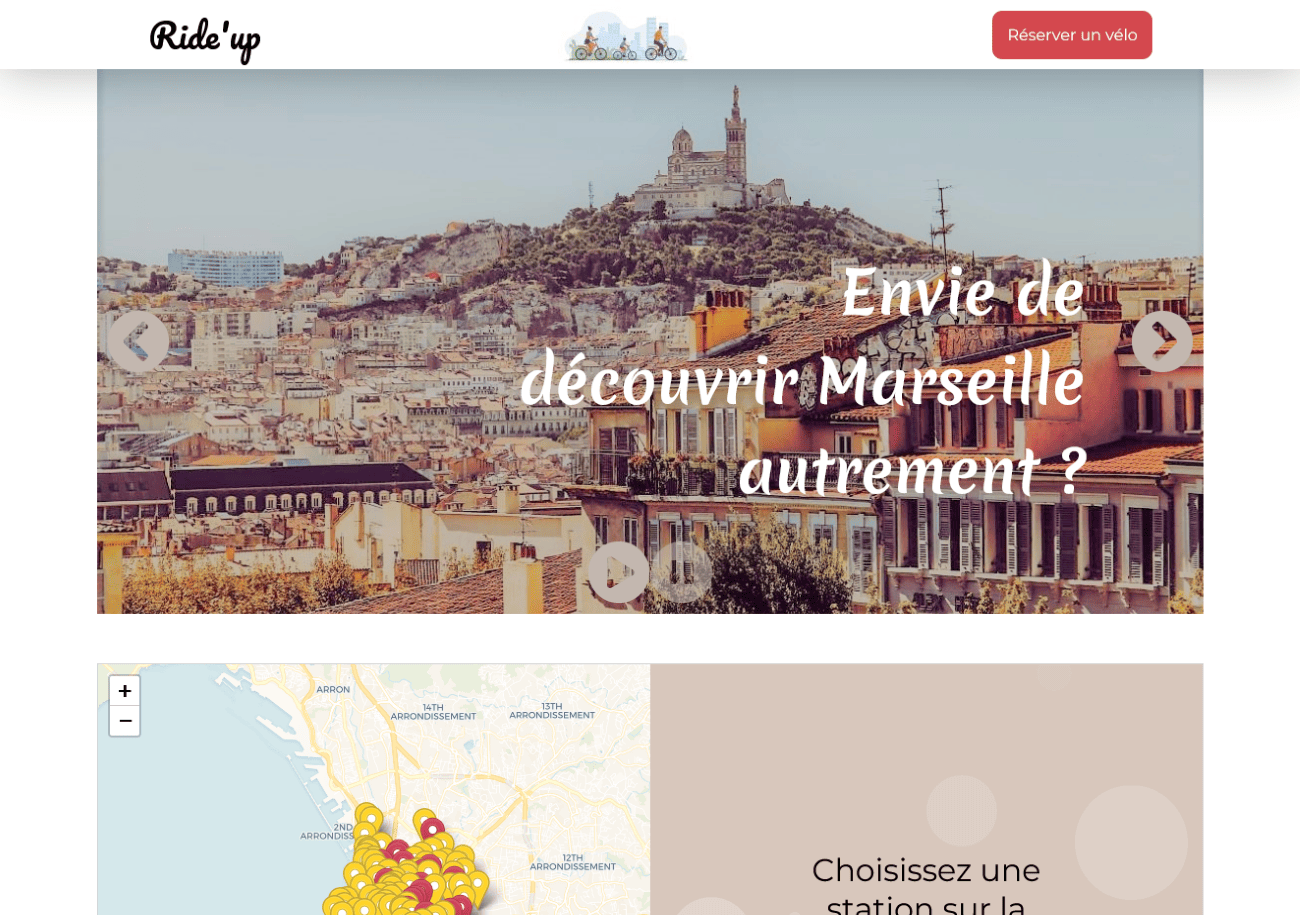 Ride'up
Réserver un vélo
Envie de
découvrir Marseille
autrement ?
+
−
ARRON
14TH
ARRONDISSEMENT
13TH
ARRONDISSEMENT
2ND
ARRONDISS
12TH
ARRONDISSEMENT
Choisissez une
station sur la